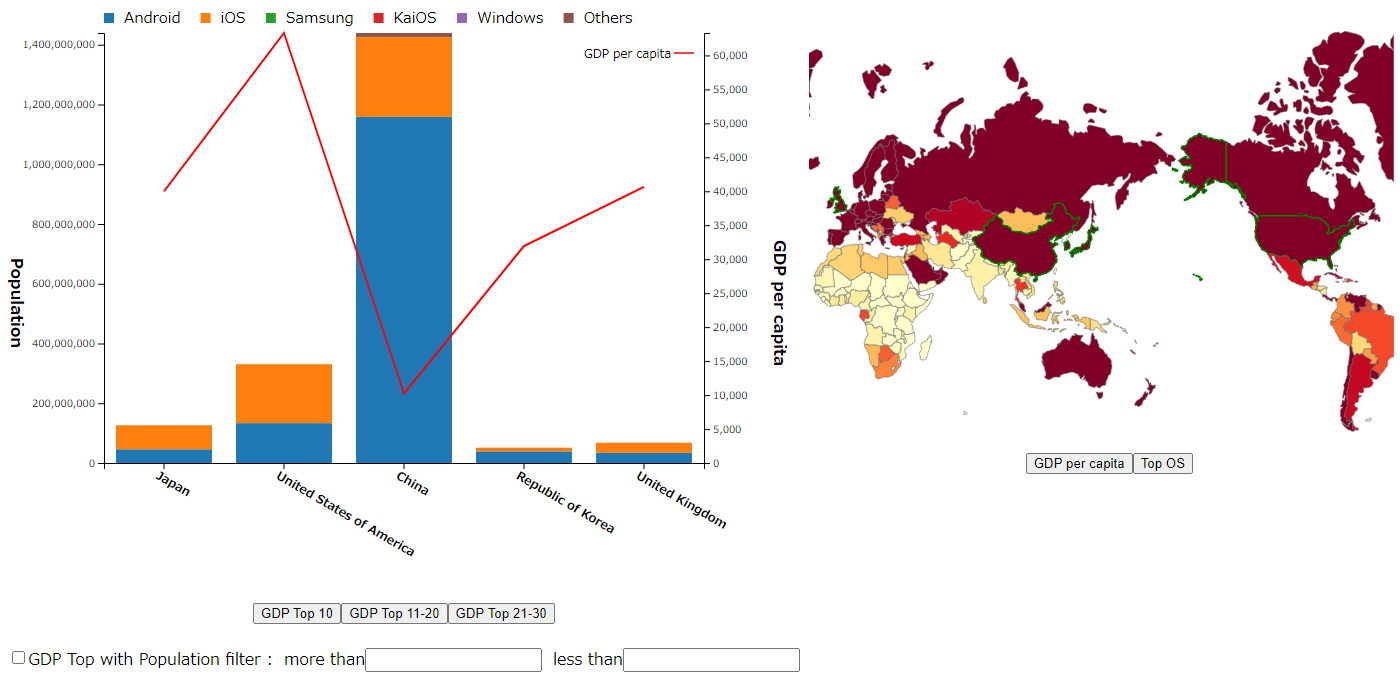 Android iOS Samsung KaiOS Windows Others
GDP per capita
1,400,000,000
1,200,000,000
1,000,000,000
800,000,000
600,000,000
400,000,000
200,000,000
0
Population
60,000
55,000
50,000
45,000
40,000
35,000
30,000
25,000
20,000
15,000
10,000
5,000
0
GDP per capita
Japan
United States of America
China
Republic of Korea
United Kingdom
GDP per capita Top OS
GDP Top 10 GDP Top 11-20 GDP Top 21-30
GDP Top with Population filter : more than less than